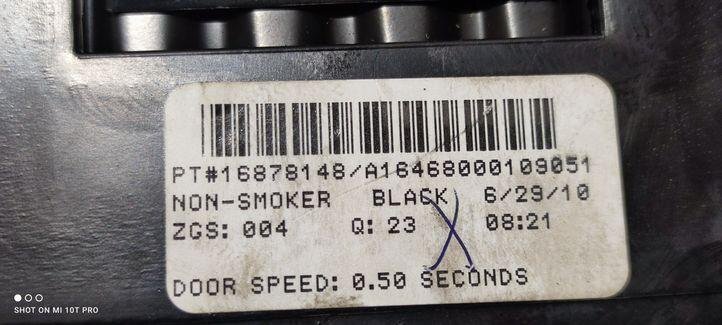 PT#16878148/A16468000109051
NON-SMOKER BLACK 6/29/10
ZGS: 004 Q: 23 08:21
DOOR SPEED: 0.50 SECONDS
SHOT ON MI 10T PRO